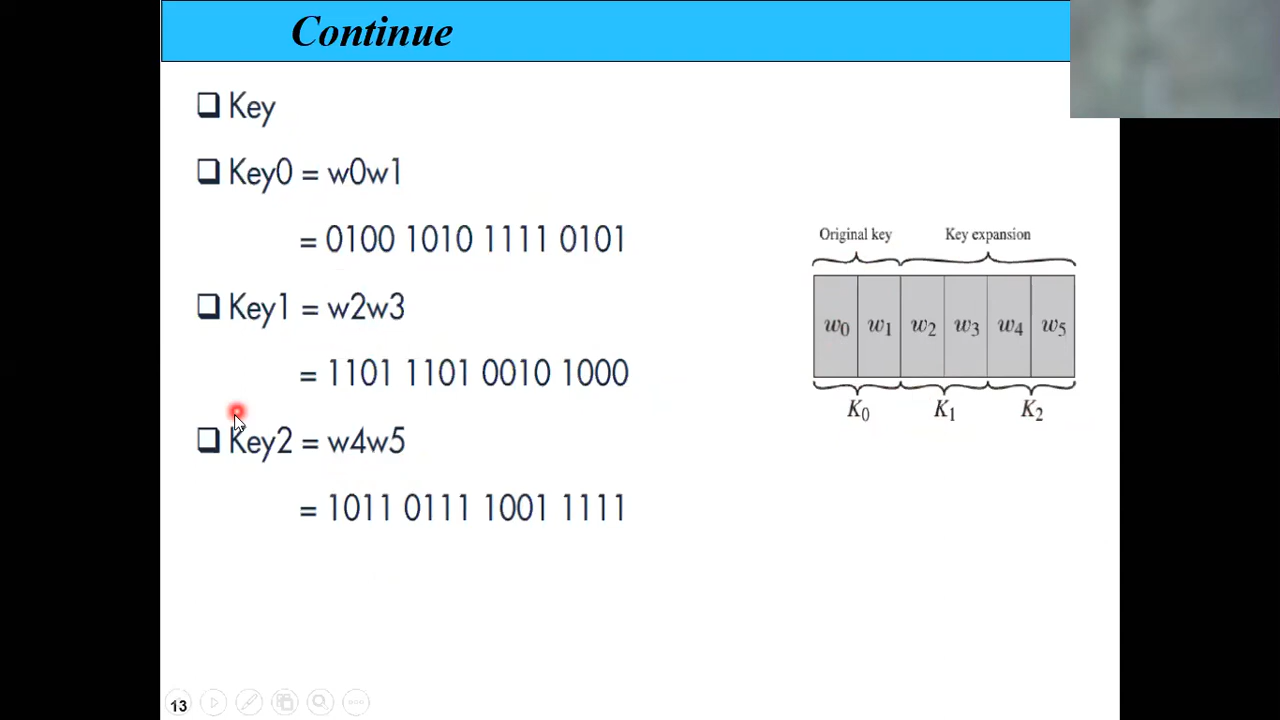 Continue
Key
Key0 = w0w1
= 0100 1010 1111 0101
Key1 = w2w3
= 1101 1101 0010 1000
Key2 = w4w5
= 1011 0111 1001 1111
Original key Key expansion
w0 w1 w2 w3 w4 w5
K0 K1 K2
13